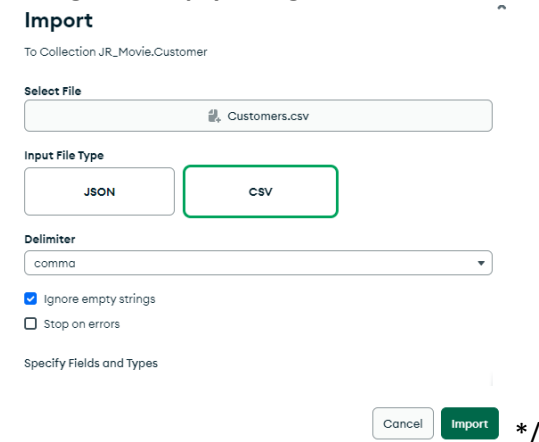 Import
To Collection JR_Movie.Customer
Select File
Customers.csv
Input File Type
JSON CSV
Delimiter
comma
Ignore empty strings
Stop on errors
Specify Fields and Types
Cancel Import */